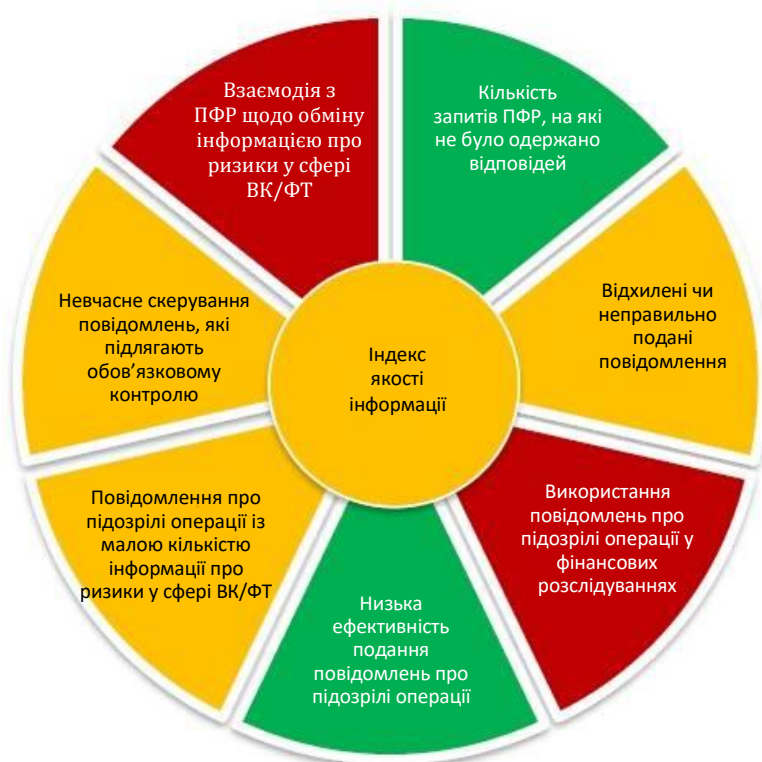 Взаємодія з
ПФР щодо обміну
інформацією про
ризики у сфері
ВК/ФТ
Кількість
запитів ПФР, на які
не було одержано
відповідей
Невчасне скерування
повідомлень, які
підлягають
обов’язковому
контролю
Індекс
якості
інформації
Відхилені чи
неправильно
подані
повідомлення
Повідомлення про
підозрілі операції із
малою кількістю
інформації про
ризики у сфері ВК/ФТ
Низька
ефективність
подання
повідомлень про
підозрілі операції
Використання
повідомлень про
підозрілі операції у
фінансових
розслідуваннях